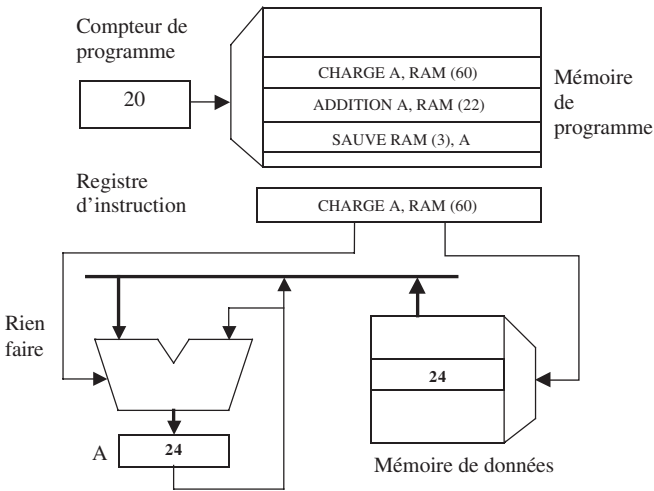 Compteur de
programme
20
CHARGE A, RAM (60)
ADDITION A, RAM (22)
SAUVE RAM (3), A
Mémoire
de
programme
Registre
d'instruction
CHARGE A, RAM (60)
Rien
faire
24
A
24
Mémoire de données